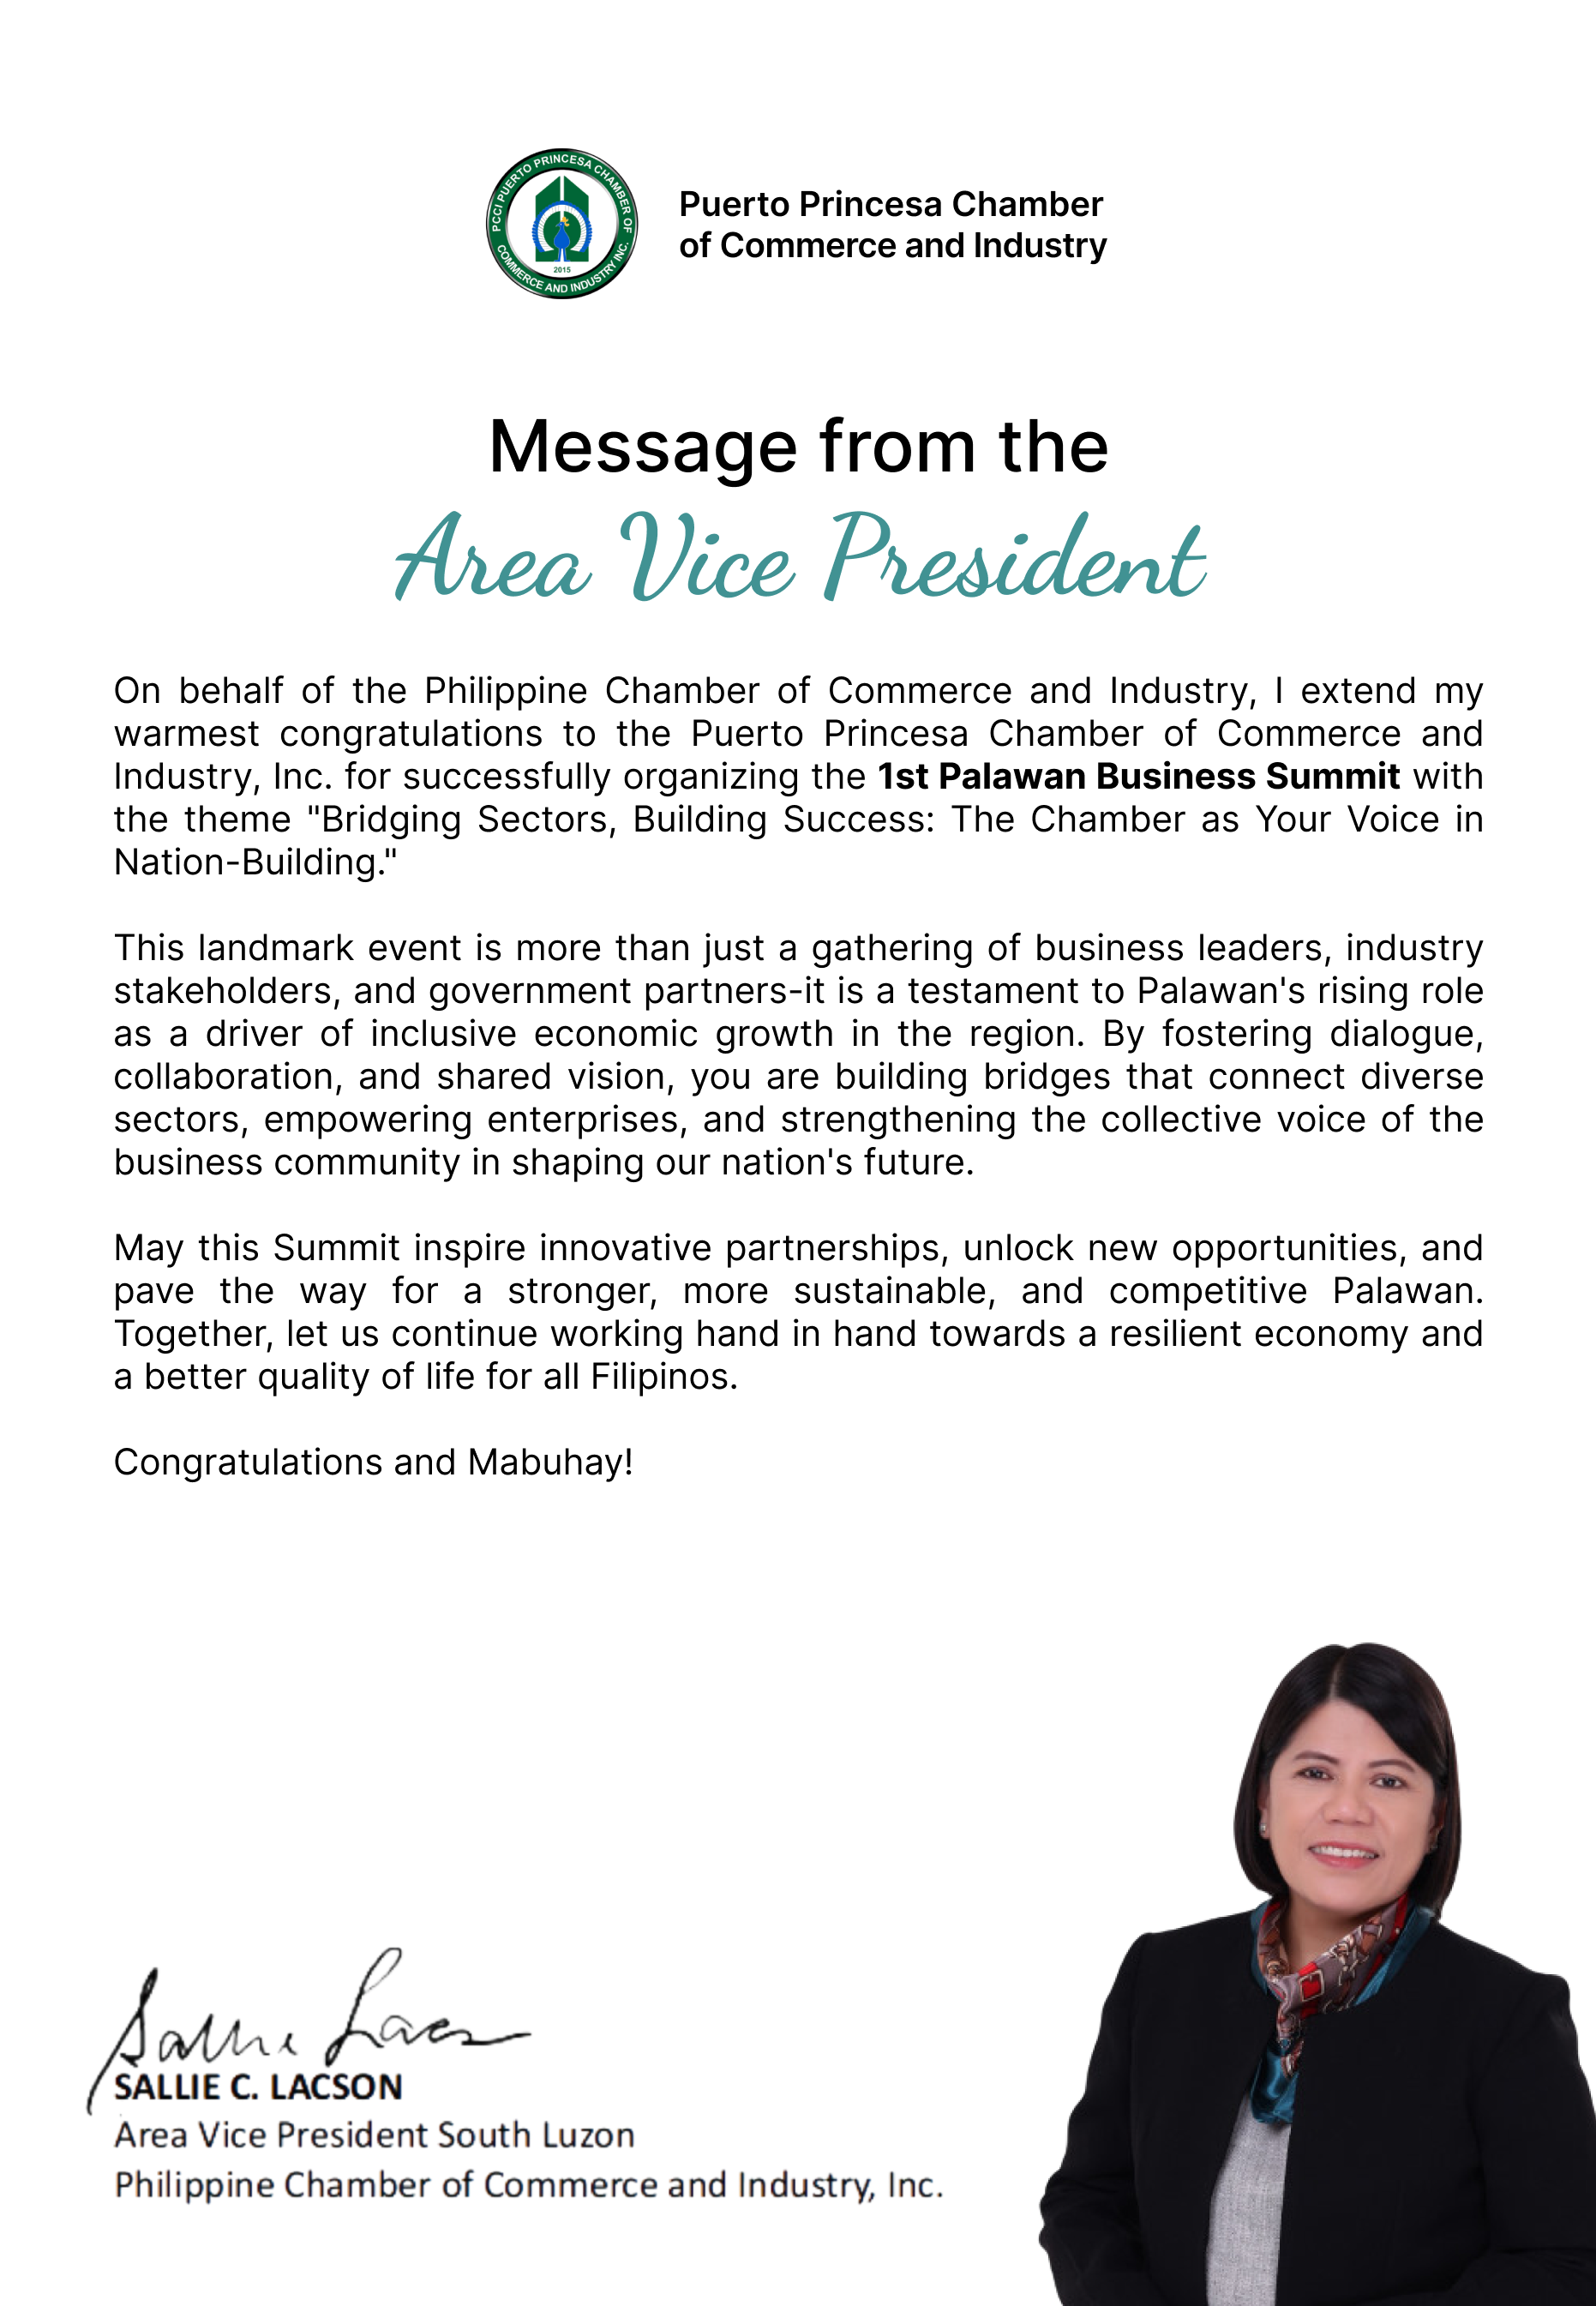 PCCI PUERTO PRINCESA CHAMBER OF
COMMERCE AND INDUSTRY INC.
2015
Puerto Princesa Chamber
of Commerce and Industry
Message from the
Area Vice President
On behalf of the Philippine Chamber of Commerce and Industry, I extend my
warmest congratulations to the Puerto Princesa Chamber of Commerce and
Industry, Inc. for successfully organizing the 1st Palawan Business Summit with
the theme "Bridging Sectors, Building Success: The Chamber as Your Voice in
Nation-Building."
This landmark event is more than just a gathering of business leaders, industry
stakeholders, and government partners-it is a testament to Palawan's rising role
as a driver of inclusive economic growth in the region. By fostering dialogue,
collaboration, and shared vision, you are building bridges that connect diverse
sectors, empowering enterprises, and strengthening the collective voice of the
business community in shaping our nation's future.
May this Summit inspire innovative partnerships, unlock new opportunities, and
pave the way for a stronger, more sustainable, and competitive Palawan.
Together, let us continue working hand in hand towards a resilient economy and
a better quality of life for all Filipinos.
Congratulations and Mabuhay!
Sallie Lacson
SALLIE C. LACSON
Area Vice President South Luzon
Philippine Chamber of Commerce and Industry, Inc.